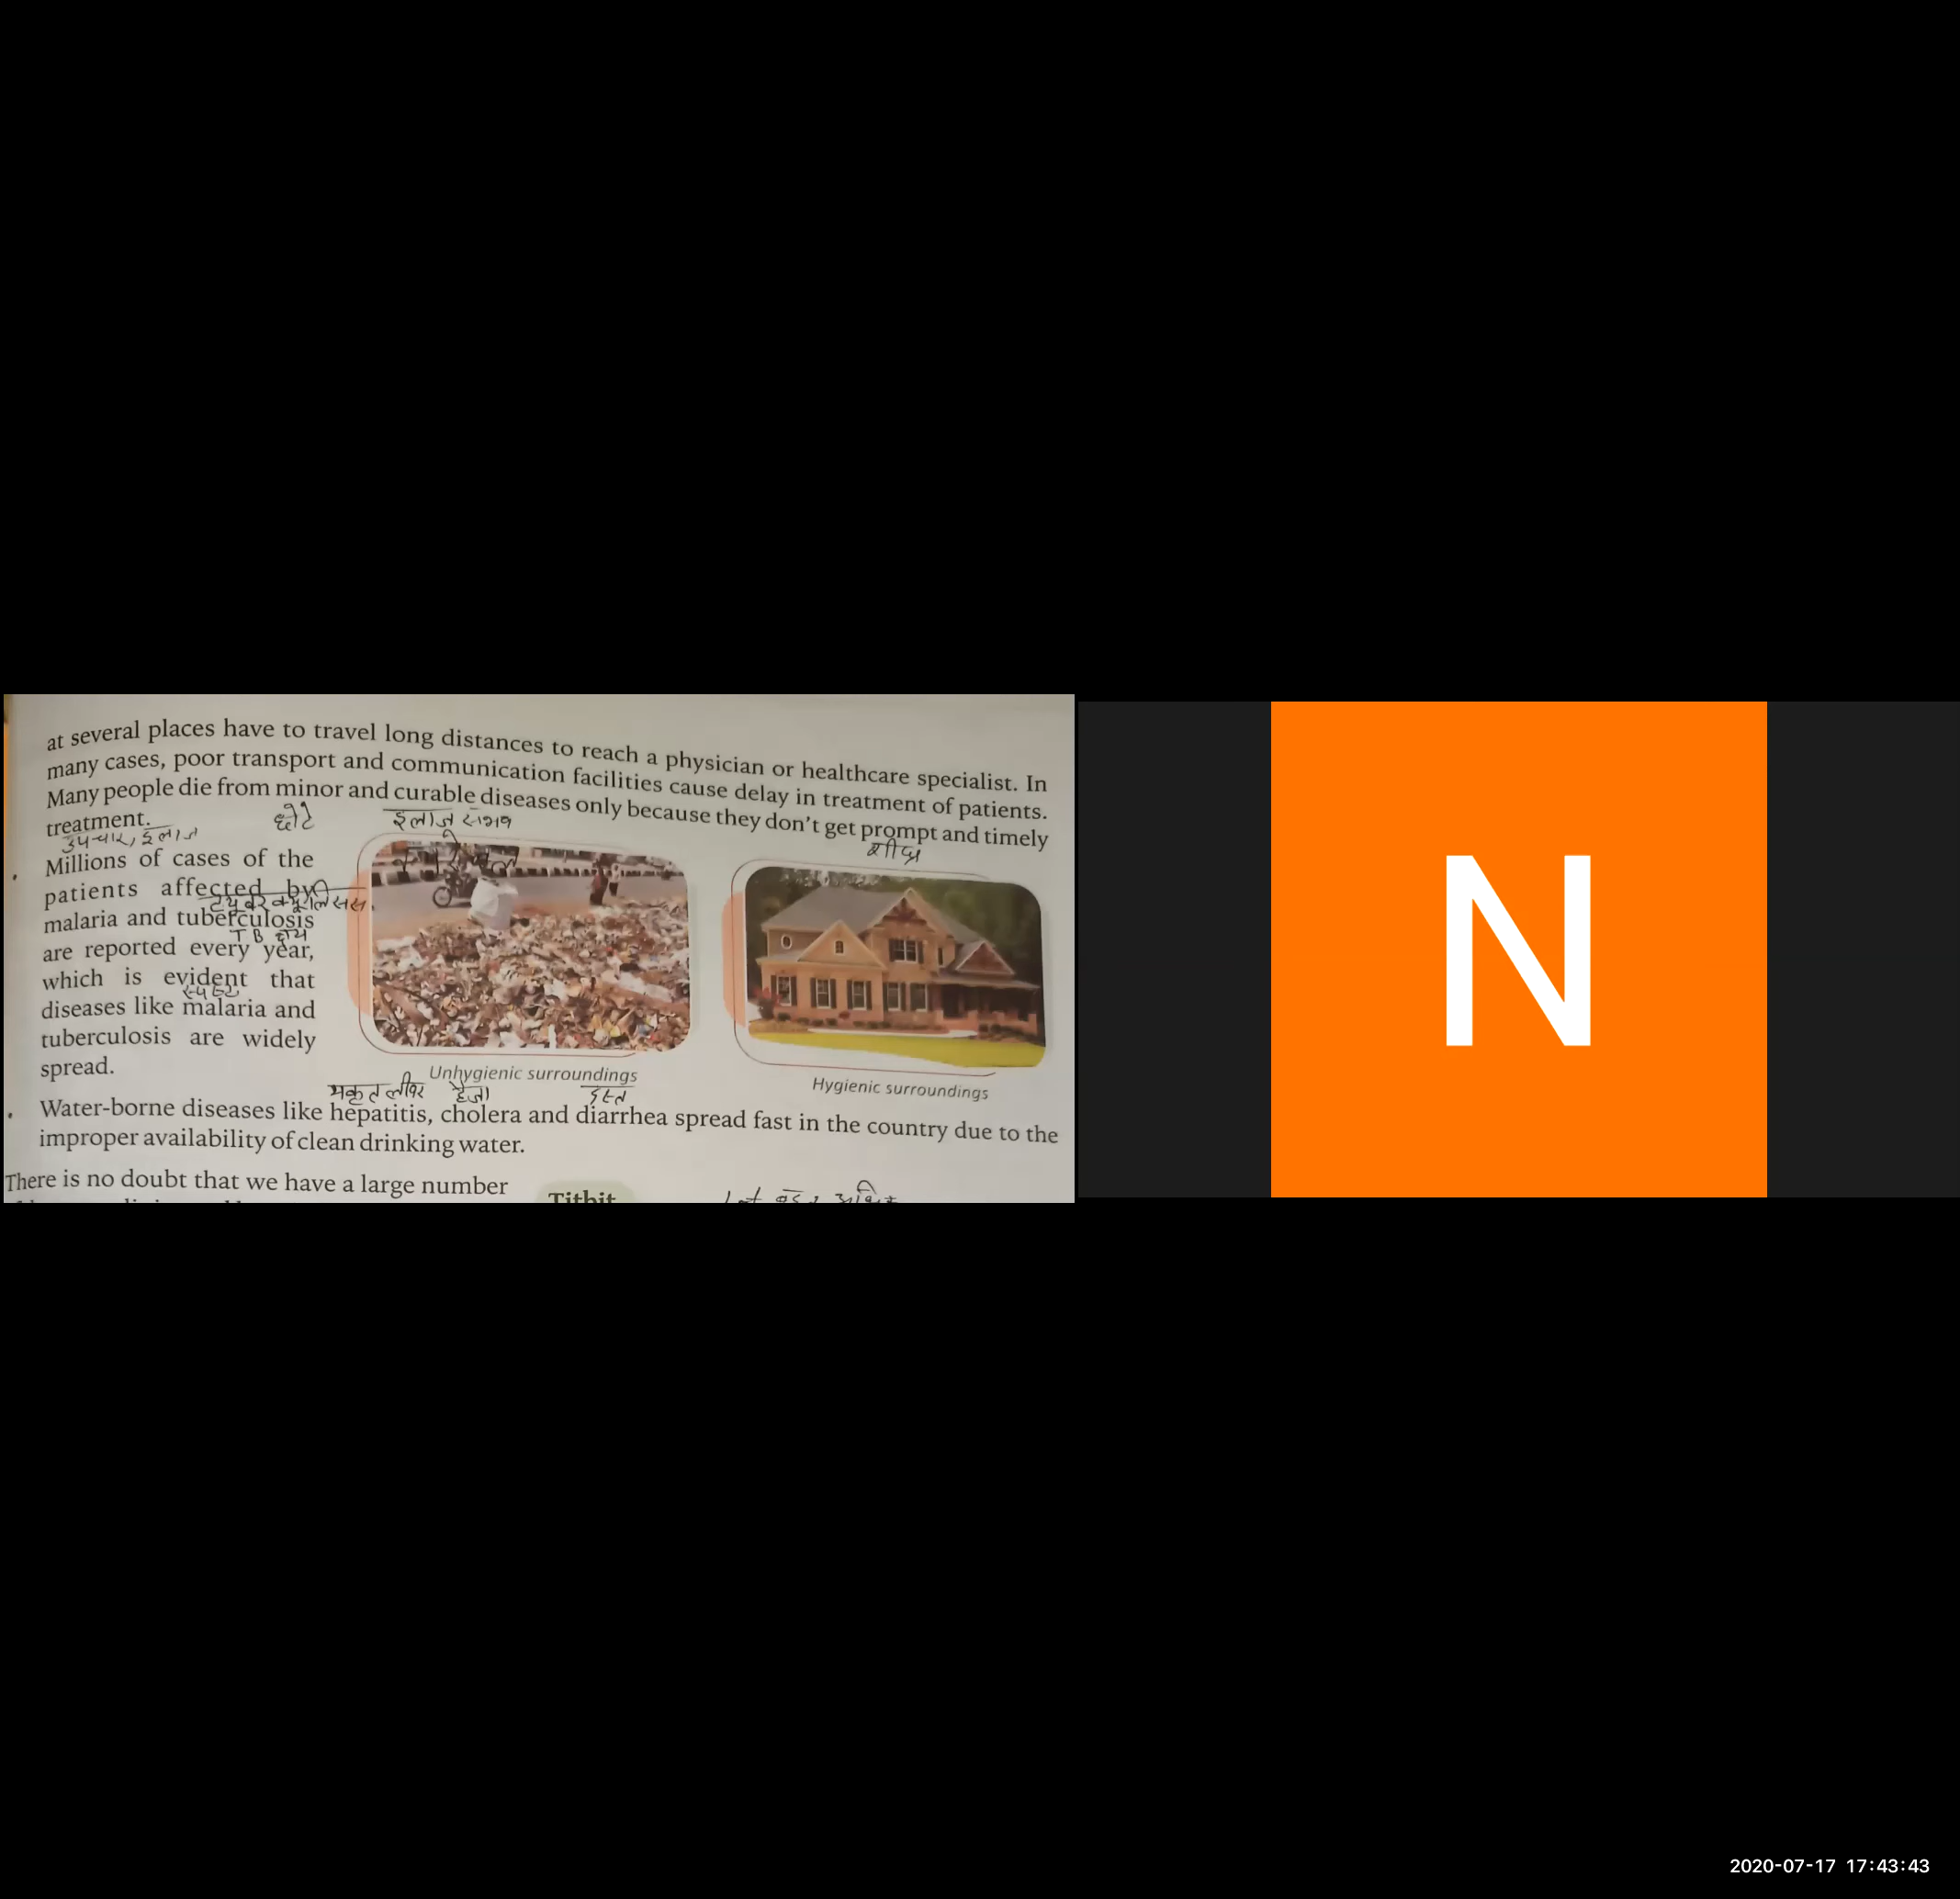 at several places have to travel long distances to reach a physician or healthcare specialist. In
many cases, poor transport and communication facilities cause delay in treatment of patients.
Many people die from minor and curable diseases only because they don't get prompt and timely
छोटे इलाज संभव
treatment.
उपचार, इलाज
शीघ्र
Millions of cases of the
patients affected by
ट्यूबरक्यूलोसिस
malaria and tuberculosis
TB क्षय
are reported every year,
which is evident that
स्पष्ट
diseases like malaria and
tuberculosis are widely
spread.
Unhygienic surroundings
Hygienic surroundings
लीवर हैजा दस्त
Water-borne diseases like hepatitis, cholera and diarrhea spread fast in the country due to the
improper availability of clean drinking water.
There is no doubt that we have a large number
Titbit
N
2020-07-17 17:43:43